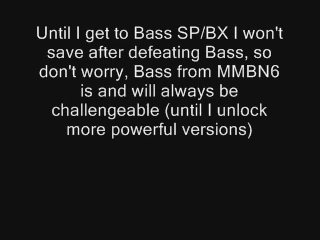 Until I get to Bass SP/BX I won't
save after defeating Bass, so
don't worry, Bass from MMBN6
is and will always be
challengeable (until I unlock
more powerful versions)